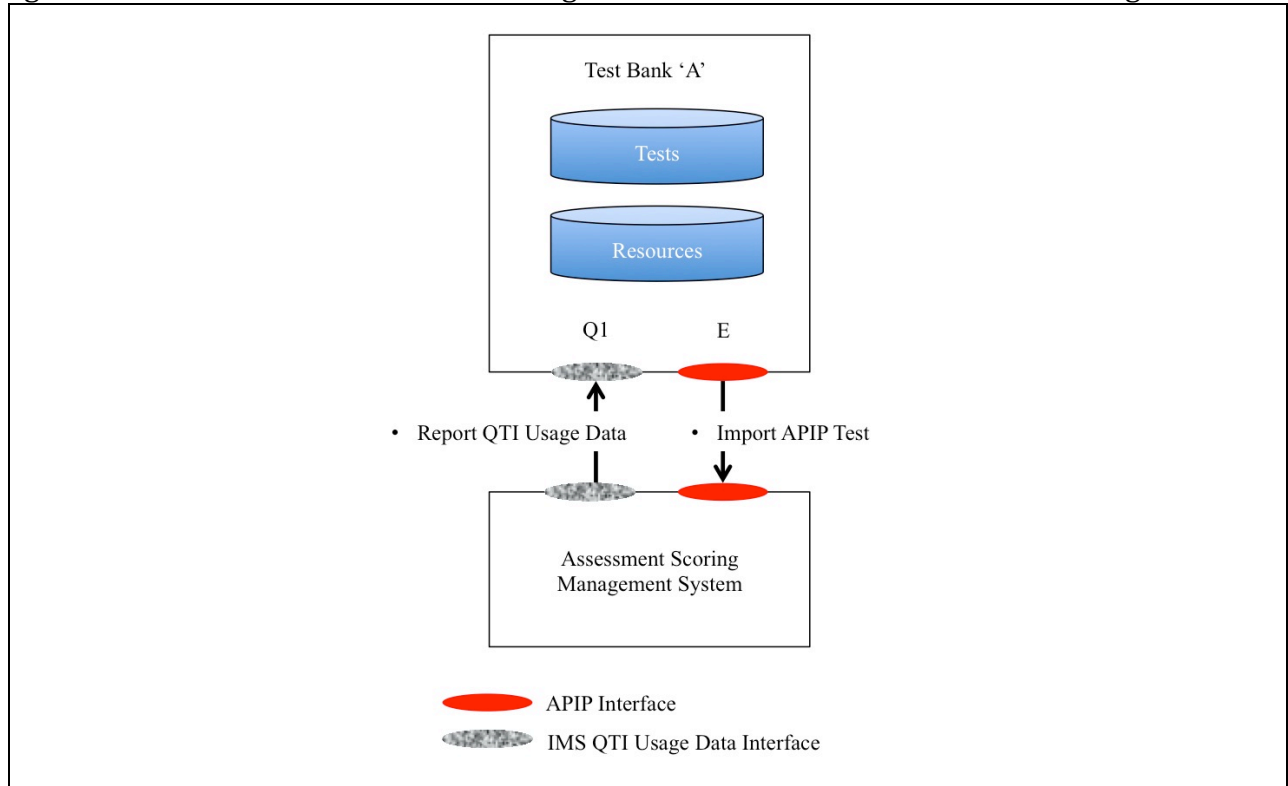 Test Bank ‘A’
Tests
Resources
Q1 E
• Report QTI Usage Data • Import APIP Test
Assessment Scoring
Management System
APIP Interface
IMS QTI Usage Data Interface